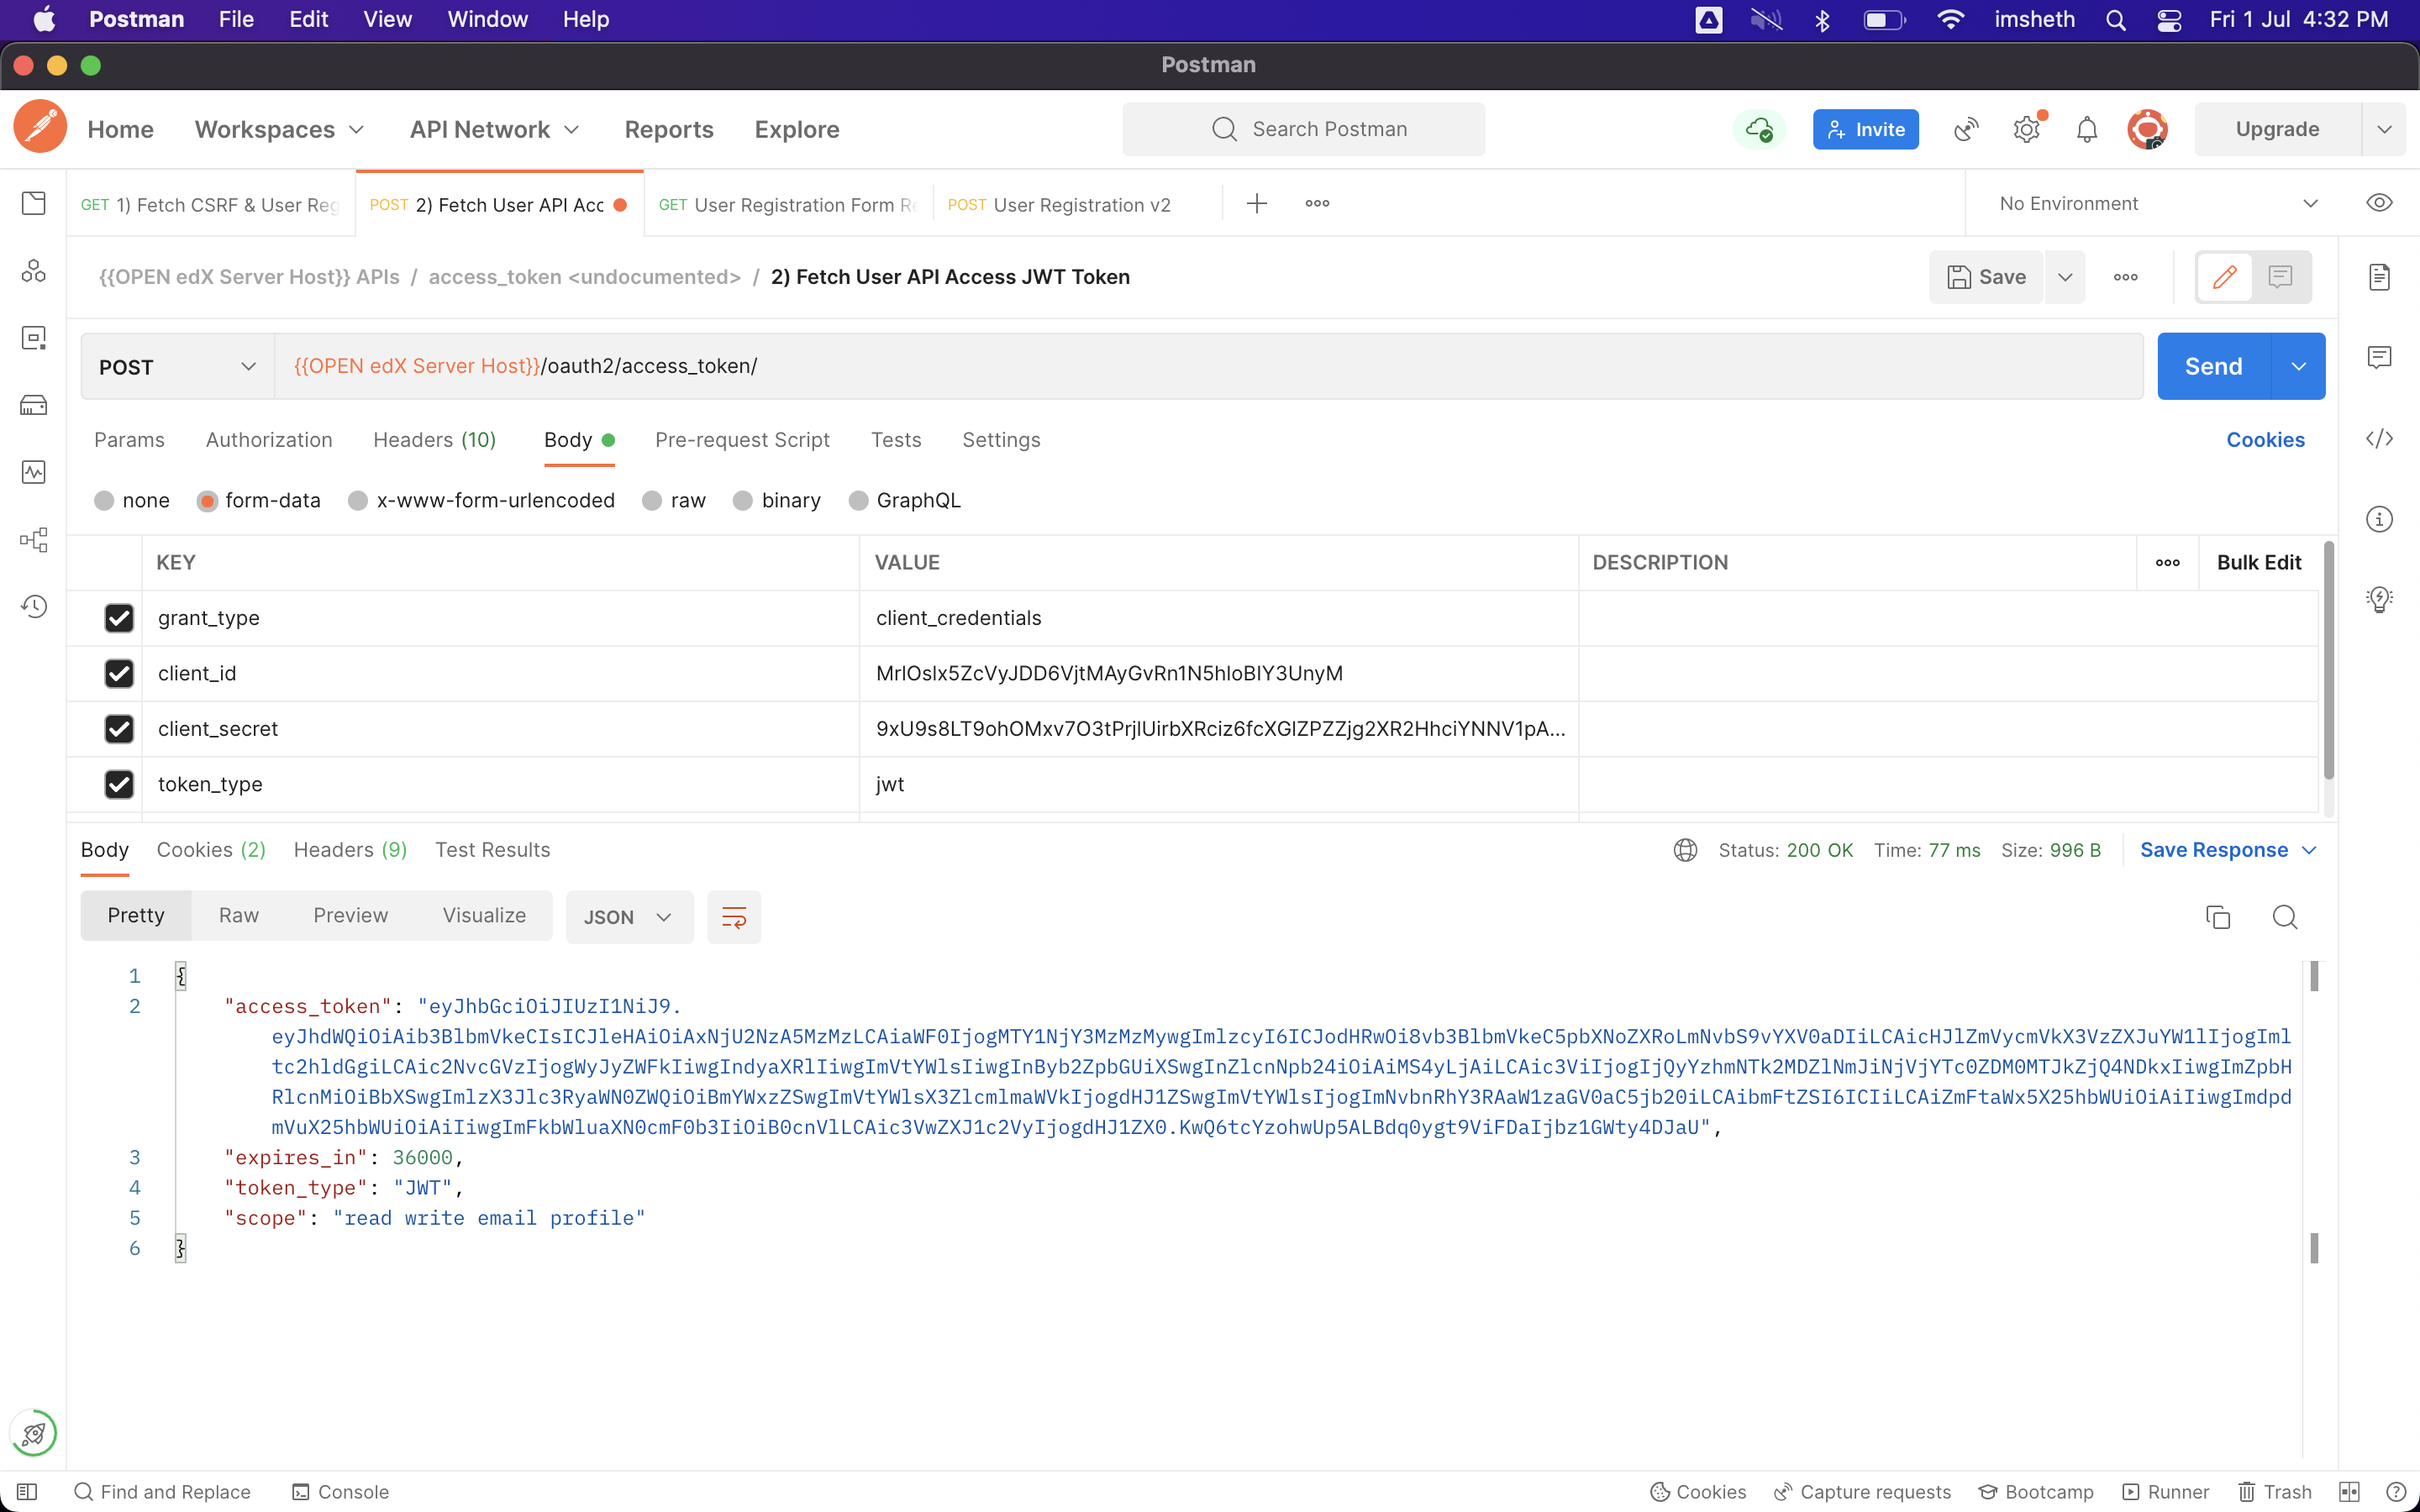 Postman File Edit View Window Help imsheth Fri 1 Jul 4:32 PM
Postman
Home Workspaces API Network Reports Explore Search Postman Invite Upgrade
GET 1) Fetch CSRF & User Reg POST 2) Fetch User API Acc GET User Registration Form Re POST User Registration v2 No Environment
{{OPEN edX Server Host}} APIs / access_token <undocumented> / 2) Fetch User API Access JWT Token Save
POST {{OPEN edX Server Host}}/oauth2/access_token/ Send
Params Authorization Headers (10) Body Pre-request Script Tests Settings Cookies
none form-data x-www-form-urlencoded raw binary GraphQL
KEY VALUE DESCRIPTION Bulk Edit
grant_type client_credentials
client_id
client_secret
token_type jwt
Body Cookies (2) Headers (9) Test Results Status: 200 OK Time: 77 ms Size: 996 B Save Response
Pretty Raw Preview Visualize JSON
1 {
2 "access_token": "eyJhbGciOiJIUzI1NiJ9.
3 "expires_in": 36000,
4 "token_type": "JWT",
5 "scope": "read write email profile"
6 }
Find and Replace Console Cookies Capture requests Bootcamp Runner Trash